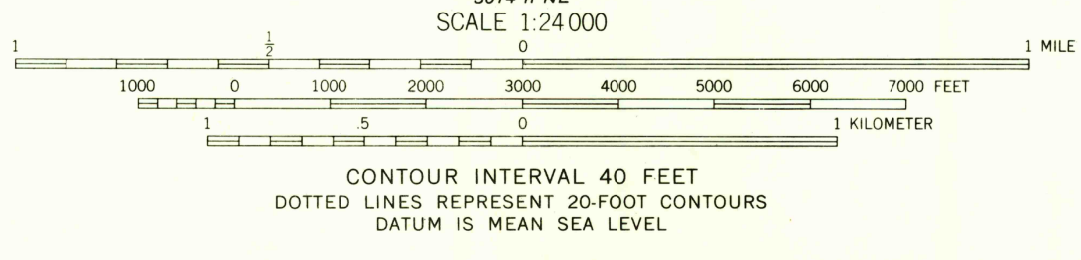 SCALE 1:24 000
1 1/2 0 1 MILE
1000 0 1000 2000 3000 4000 5000 6000 7000 FEET
1 .5 0 1 KILOMETER
CONTOUR INTERVAL 40 FEET
DOTTED LINES REPRESENT 20-FOOT CONTOURS
DATUM IS MEAN SEA LEVEL